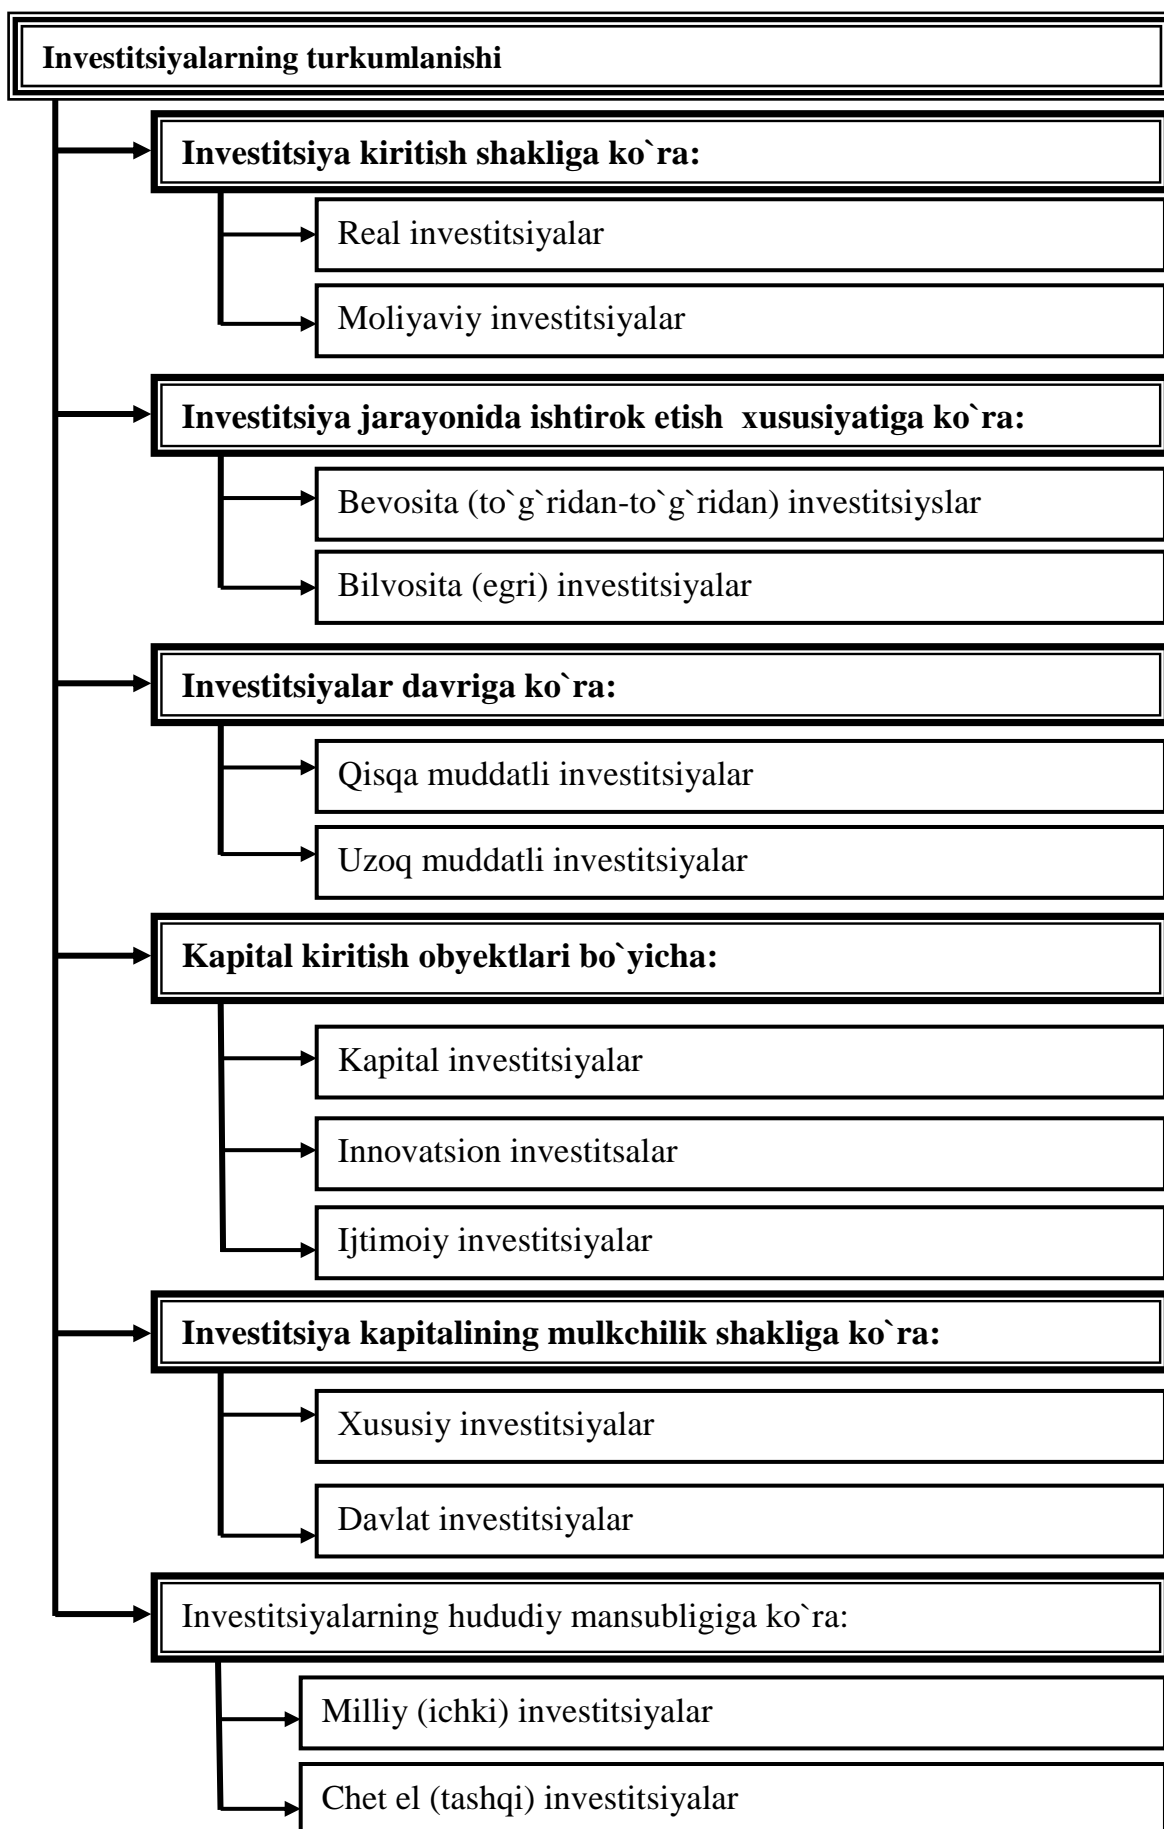 Investitsiyalarning turkumlanishi
Investitsiya kiritish shakliga ko`ra:
Real investitsiyalar
Moliyaviy investitsiyalar
Investitsiya jarayonida ishtirok etish xususiyatiga ko`ra:
Bevosita (to`g`ridan-to`g`ridan) investitsiyslar
Bilvosita (egri) investitsiyalar
Investitsiyalar davriga ko`ra:
Qisqa muddatli investitsiyalar
Uzoq muddatli investitsiyalar
Kapital kiritish obyektlari bo`yicha:
Kapital investitsiyalar
Innovatsion investitsalar
Ijtimoiy investitsiyalar
Investitsiya kapitalining mulkchilik shakliga ko`ra:
Xususiy investitsiyalar
Davlat investitsiyalar
Investitsiyalarning hududiy mansubligiga ko`ra:
Milliy (ichki) investitsiyalar
Chet el (tashqi) investitsiyalar